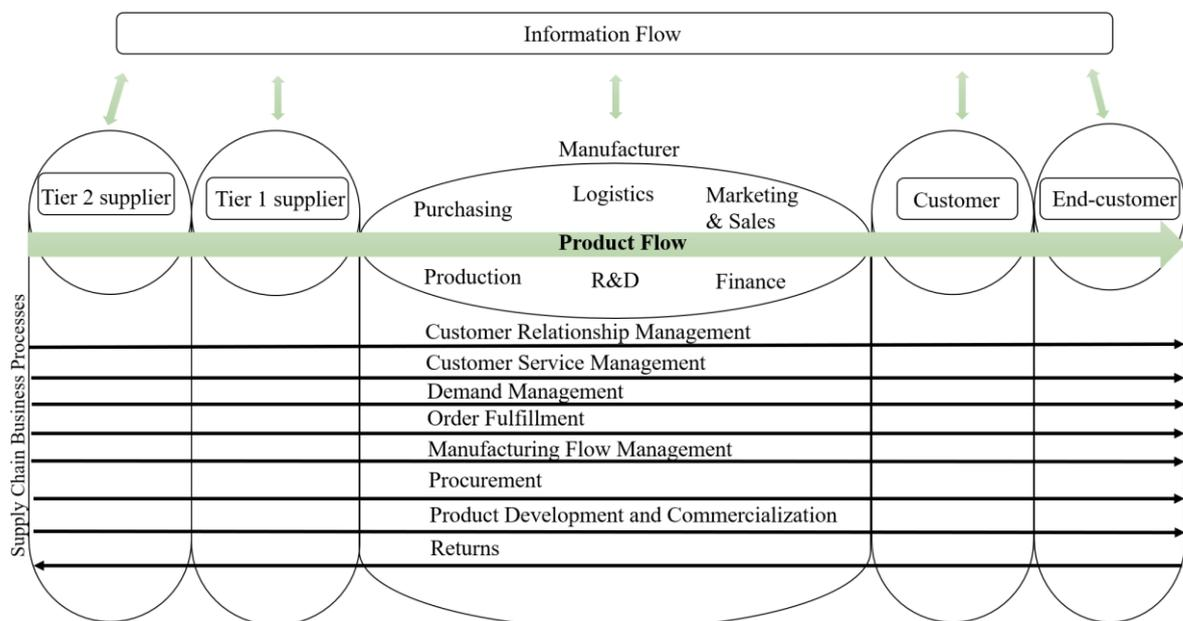 Information Flow
Manufacturer
Tier 2 supplier
Tier 1 supplier
Purchasing
Logistics
Marketing
& Sales
Customer
End-customer
Product Flow
Production
R&D
Finance
Supply Chain Business Processes
Customer Relationship Management
Customer Service Management
Demand Management
Order Fulfillment
Manufacturing Flow Management
Procurement
Product Development and Commercialization
Returns